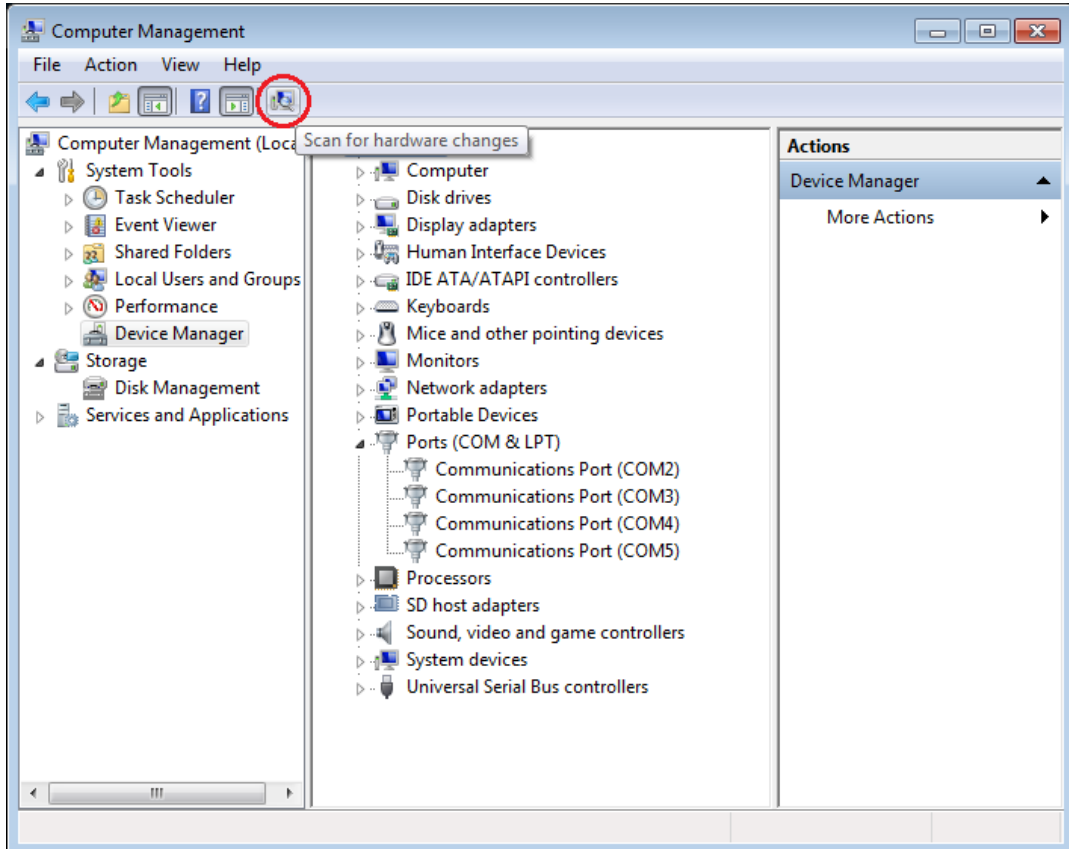 Computer Management
File Action View Help
Scan for hardware changes
Computer Management (Loca
System Tools
Task Scheduler
Event Viewer
Shared Folders
Local Users and Groups
Performance
Device Manager
Storage
Disk Management
Services and Applications
Computer
Disk drives
Display adapters
Human Interface Devices
IDE ATA/ATAPI controllers
Keyboards
Mice and other pointing devices
Monitors
Network adapters
Portable Devices
Ports (COM & LPT)
Communications Port (COM2)
Communications Port (COM3)
Communications Port (COM4)
Communications Port (COM5)
Processors
SD host adapters
Sound, video and game controllers
System devices
Universal Serial Bus controllers
Actions
Device Manager
More Actions